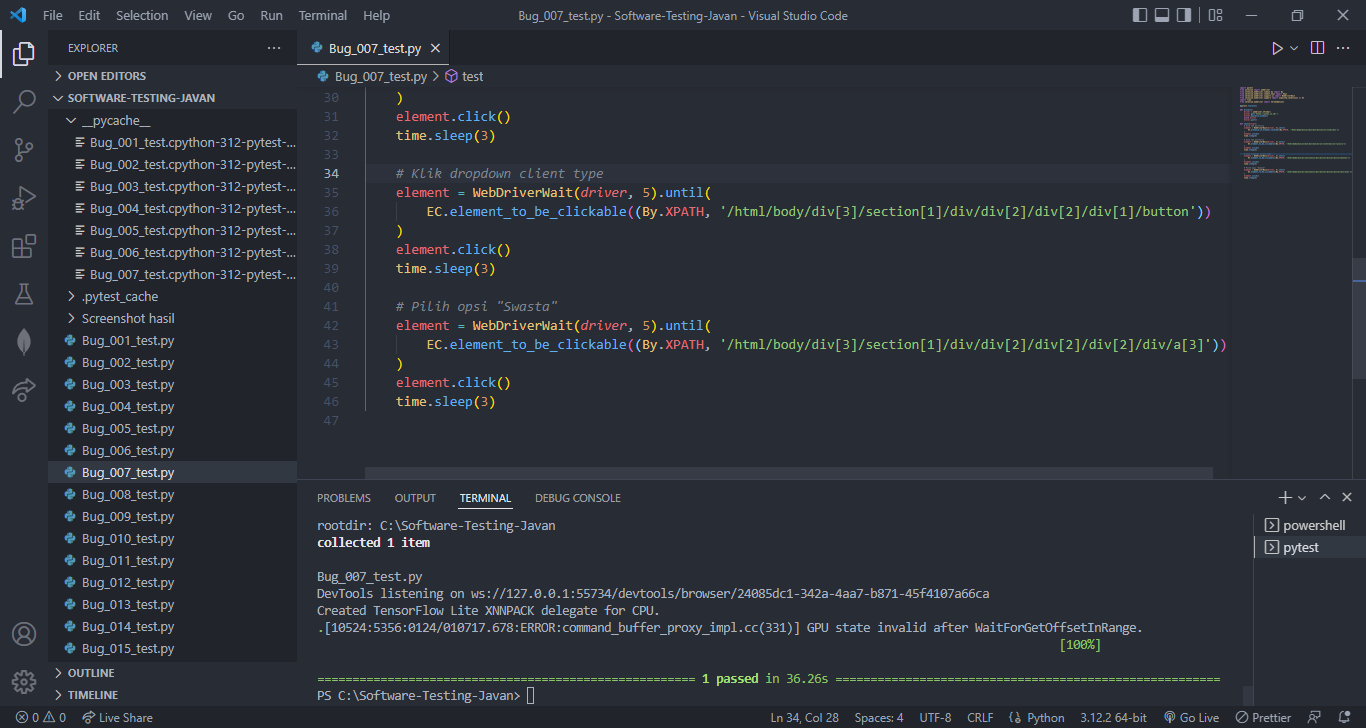 File Edit Selection View Go Run Terminal Help Bug_007_test.py - Software-Testing-Javan - Visual Studio Code
EXPLORER
OPEN EDITORS
SOFTWARE-TESTING-JAVAN
__pycache__
Bug_001_test.cpython-312-pytest-...
Bug_002_test.cpython-312-pytest-...
Bug_003_test.cpython-312-pytest-...
Bug_004_test.cpython-312-pytest-...
Bug_005_test.cpython-312-pytest-...
Bug_006_test.cpython-312-pytest-...
Bug_007_test.cpython-312-pytest-...
.pytest_cache
Screenshot hasil
Bug_001_test.py
Bug_002_test.py
Bug_003_test.py
Bug_004_test.py
Bug_005_test.py
Bug_006_test.py
Bug_007_test.py
Bug_008_test.py
Bug_009_test.py
Bug_010_test.py
Bug_011_test.py
Bug_012_test.py
Bug_013_test.py
Bug_014_test.py
Bug_015_test.py
OUTLINE
TIMELINE
Bug_007_test.py
Bug_007_test.py > test
30 )
31 element.click()
32 time.sleep(3)
33
34 # Klik dropdown client type
35 element = WebDriverWait(driver, 5).until(
36 EC.element_to_be_clickable((By.XPATH, '/html/body/div[3]/section[1]/div/div[2]/div[2]/div[1]/button'))
37 )
38 element.click()
39 time.sleep(3)
40
41 # Pilih opsi "Swasta"
42 element = WebDriverWait(driver, 5).until(
43 EC.element_to_be_clickable((By.XPATH, '/html/body/div[3]/section[1]/div/div[2]/div[2]/div[2]/div/a[3]'))
44 )
45 element.click()
46 time.sleep(3)
47
PROBLEMS OUTPUT TERMINAL DEBUG CONSOLE
rootdir: C:\Software-Testing-Javan
collected 1 item
Bug_007_test.py
DevTools listening on ws://127.0.0.1:55734/devtools/browser/24085dc1-342a-4aa7-b871-45f4107a66ca
Created TensorFlow Lite XNNPACK delegate for CPU.
.[10524:5356:0124/010717.678:ERROR:command_buffer_proxy_impl.cc(331)] GPU state invalid after WaitForGetOffsetInRange.
[100%]
====================================================== 1 passed in 36.26s =======================================================
PS C:\Software-Testing-Javan>
powershell
pytest
0 0 Live Share Ln 34, Col 28 Spaces: 4 UTF-8 CRLF Python 3.12.2 64-bit Go Live Prettier